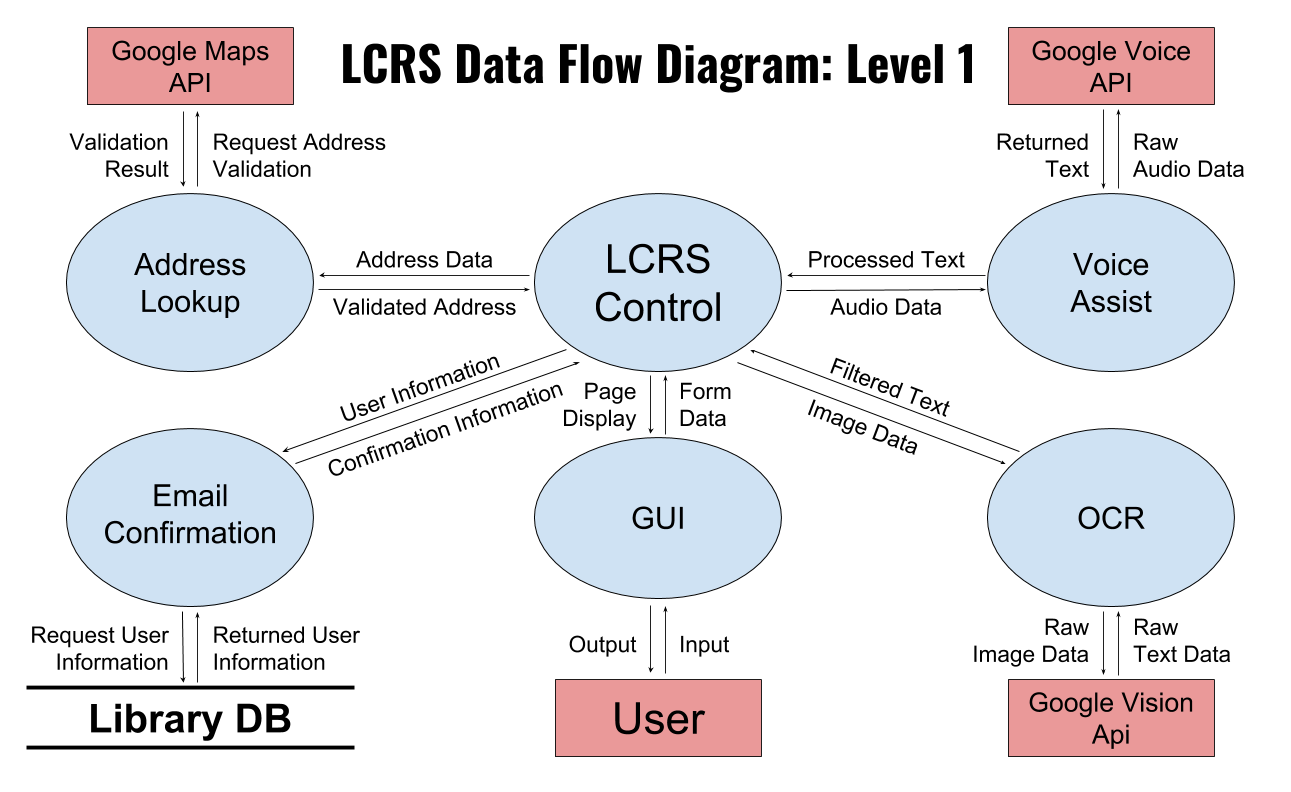 LCRS Data Flow Diagram: Level 1
Google Maps
API
Google Voice
API
Validation
Result
Request Address
Validation
Returned
Text
Raw
Audio Data
Address
Lookup
Address Data
Validated Address
LCRS
Control
Processed Text
Audio Data
Voice
Assist
User Information
Confirmation Information
Page
Display
Form
Data
Filtered Text
Image Data
Email
Confirmation
GUI
OCR
Request User
Information
Returned User
Information
Output
Input
Raw
Image Data
Raw
Text Data
Library DB
User
Google Vision
Api